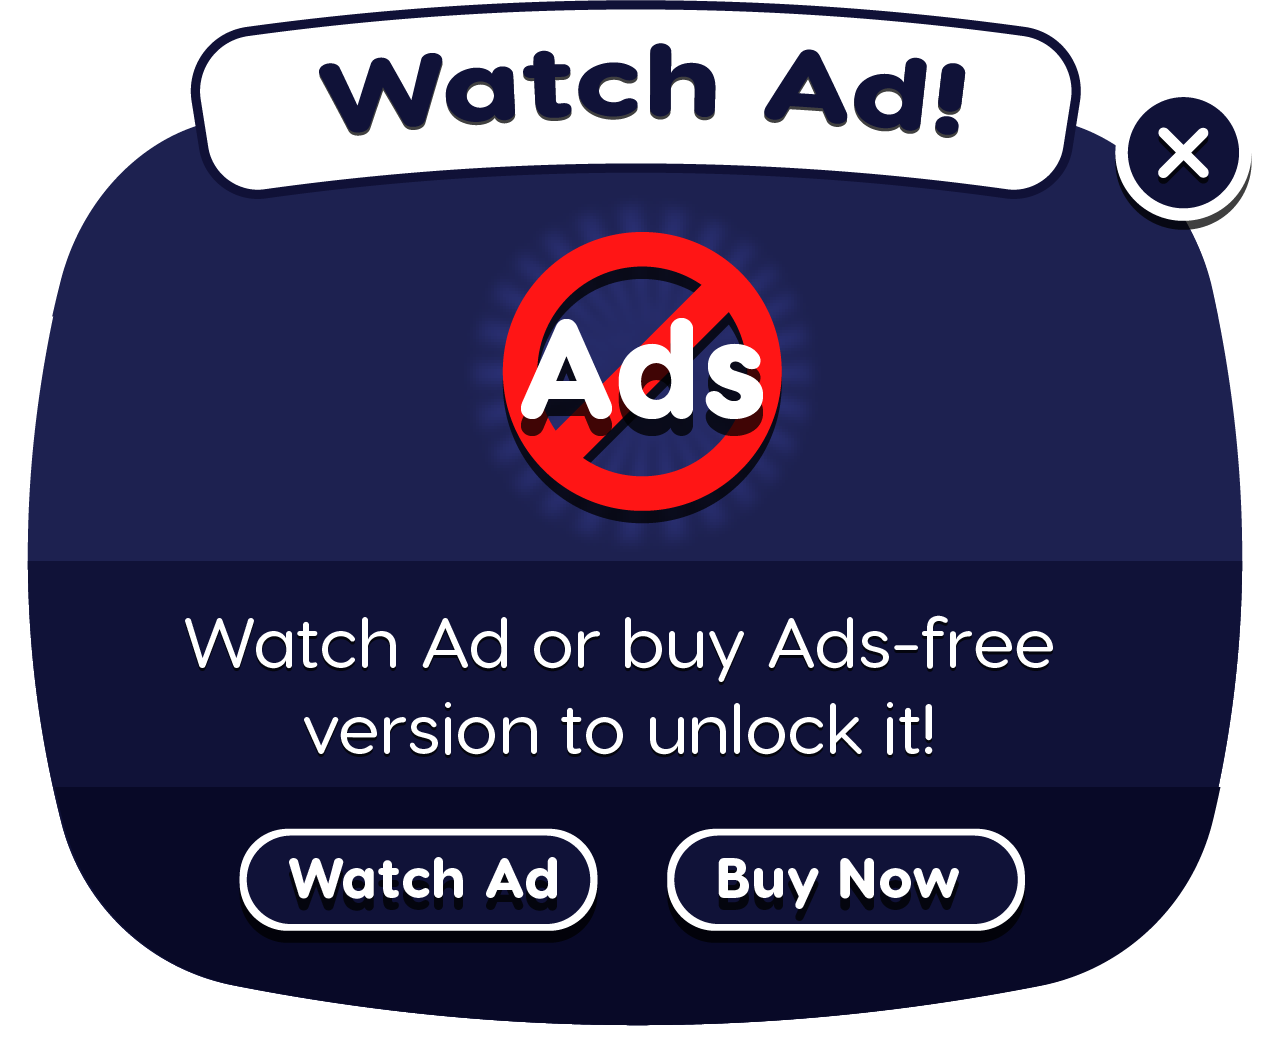 Watch Ad!
Ads
Watch Ad or buy Ads-free
version to unlock it!
Watch Ad
Buy Now